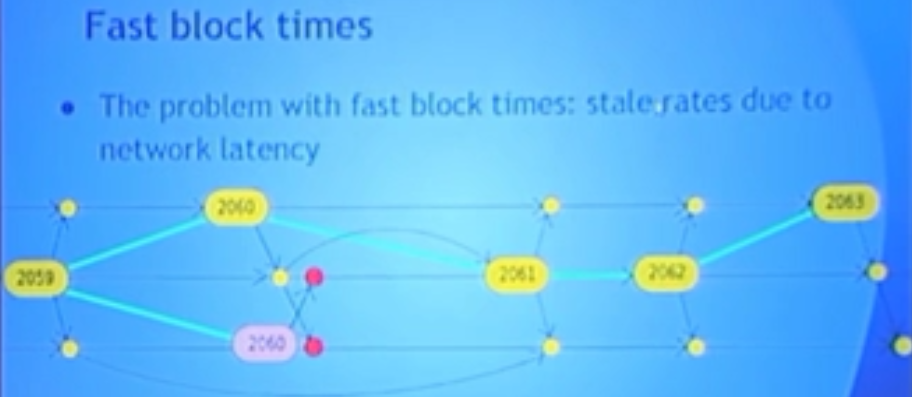 Fast block times
• The problem with fast block times: stale rates due to
network latency
2060
2063
2059
2061
2062
2060